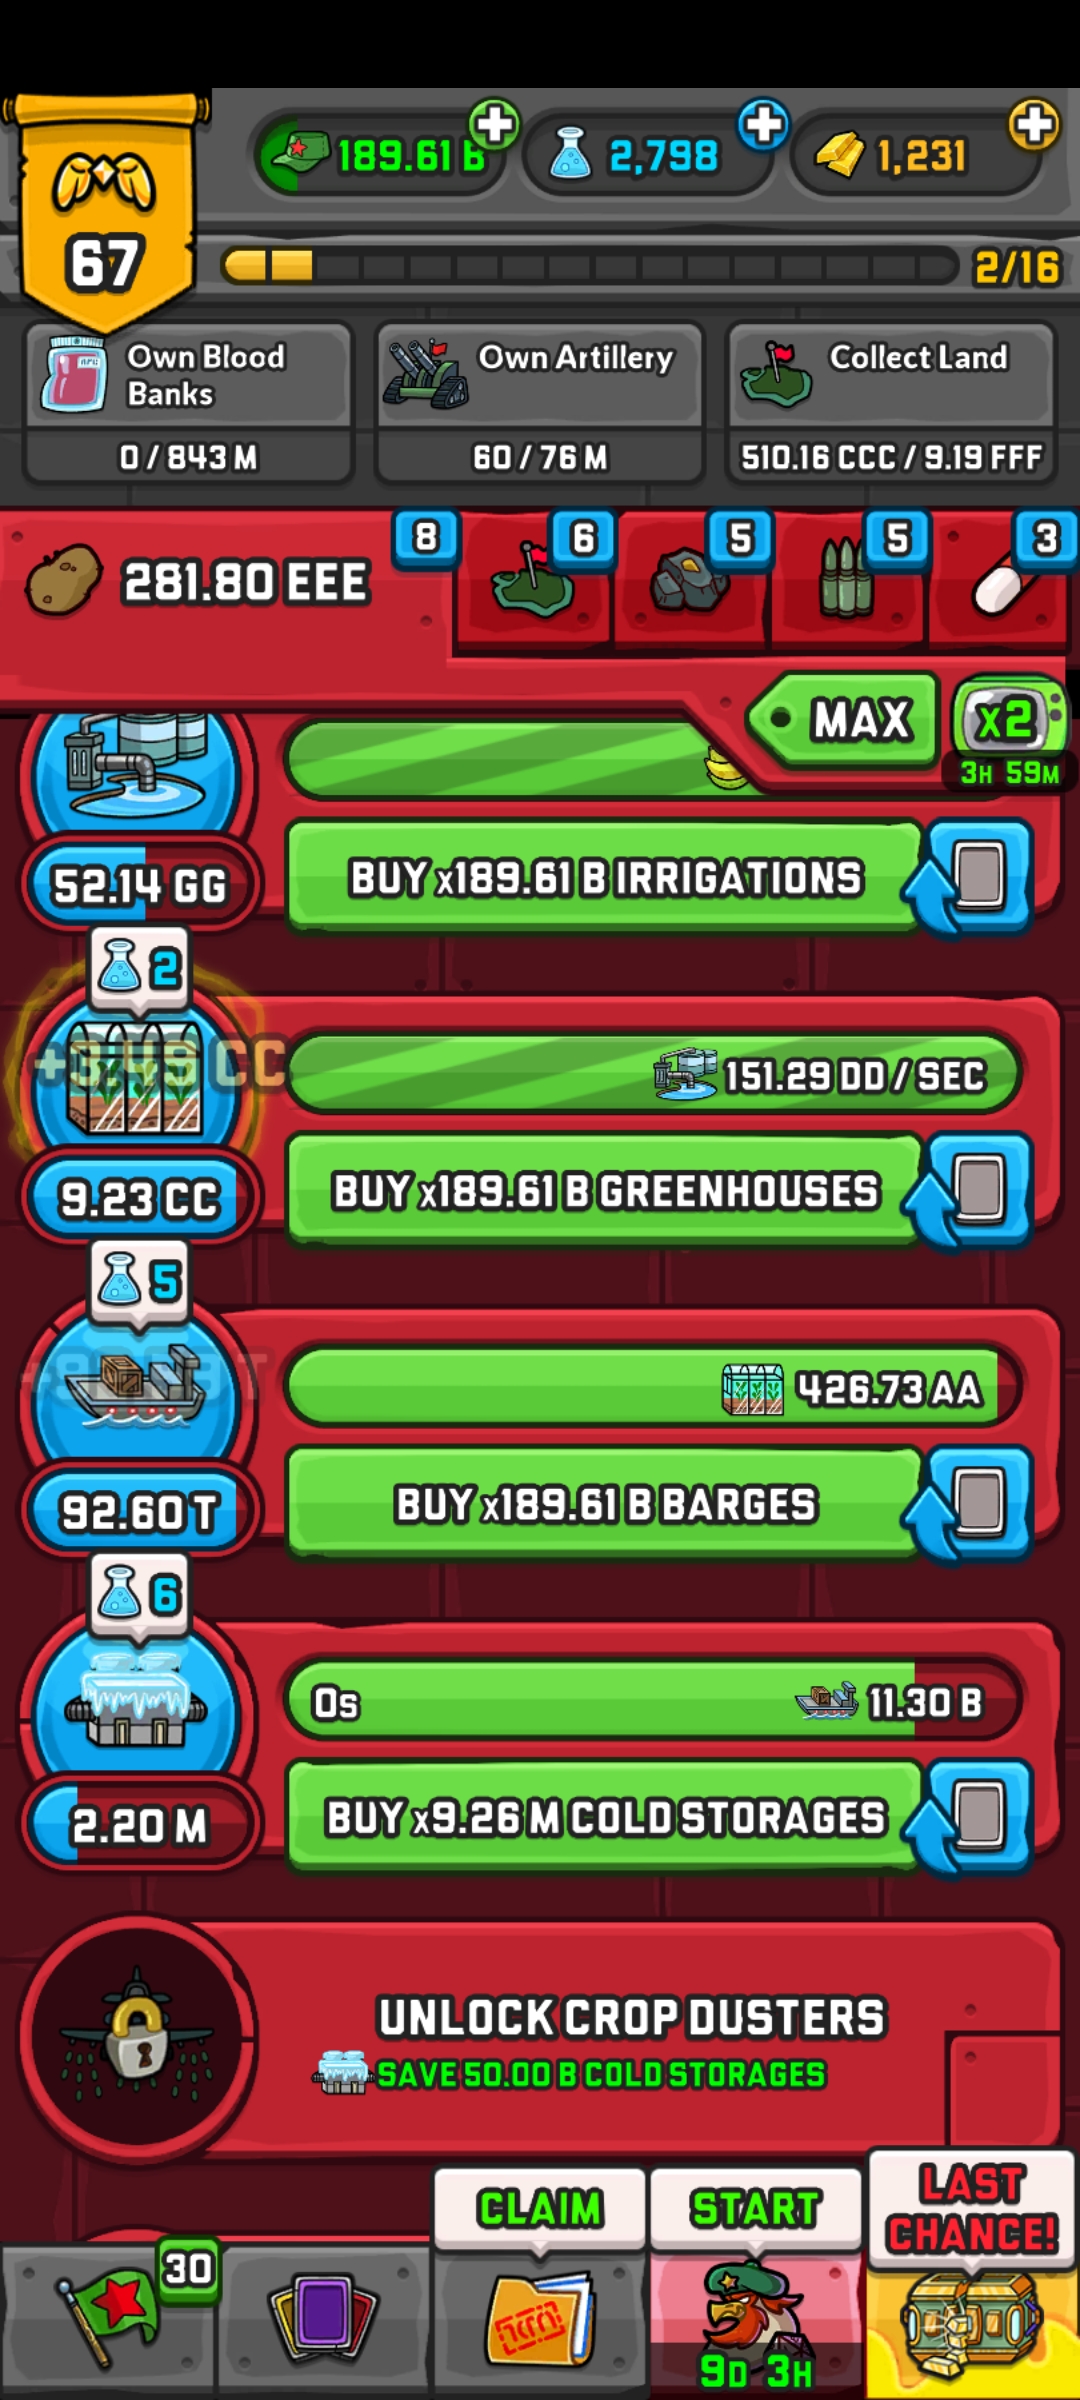 189.61 B
2,798
1,231
67
2/16
Own Blood
Banks
0 / 843 M
Own Artillery
60 / 76 M
Collect Land
510.16 CCC / 9.19 FFF
281.80 EEE
8
6
5
5
3
MAX
x2
3H 59M
52.14 GG
BUY x189.61 B IRRIGATIONS
2
CC
151.29 DD / SEC
9.23 CC
BUY x189.61 B GREENHOUSES
5
426.73 AA
92.60 T
BUY x189.61 B BARGES
6
0s
11.30 B
2.20 M
BUY x9.26 M COLD STORAGES
UNLOCK CROP DUSTERS
SAVE 50.00 B COLD STORAGES
CLAIM
START
LAST
CHANCE!
30
9D 3H